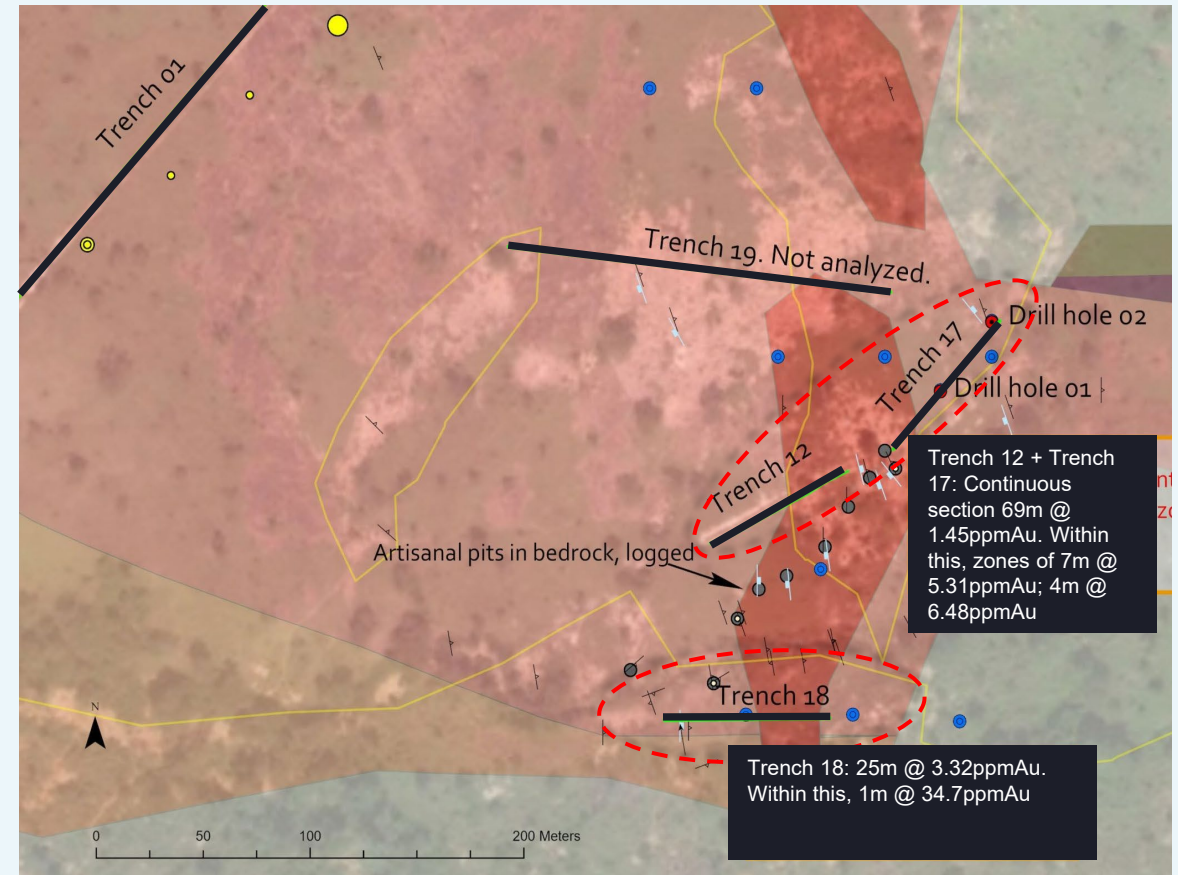 Trench 01
Trench 19. Not analyzed.
Drill hole 02
Trench 17
Drill hole 01
Trench 12
Trench 12 + Trench
17: Continuous
section 69m @
1.45ppmAu. Within
this, zones of 7m @
5.31ppmAu; 4m @
6.48ppmAu
Artisanal pits in bedrock, logged
Trench 18
Trench 18: 25m @ 3.32ppmAu.
Within this, 1m @ 34.7ppmAu
N
0 50 100 200 Meters